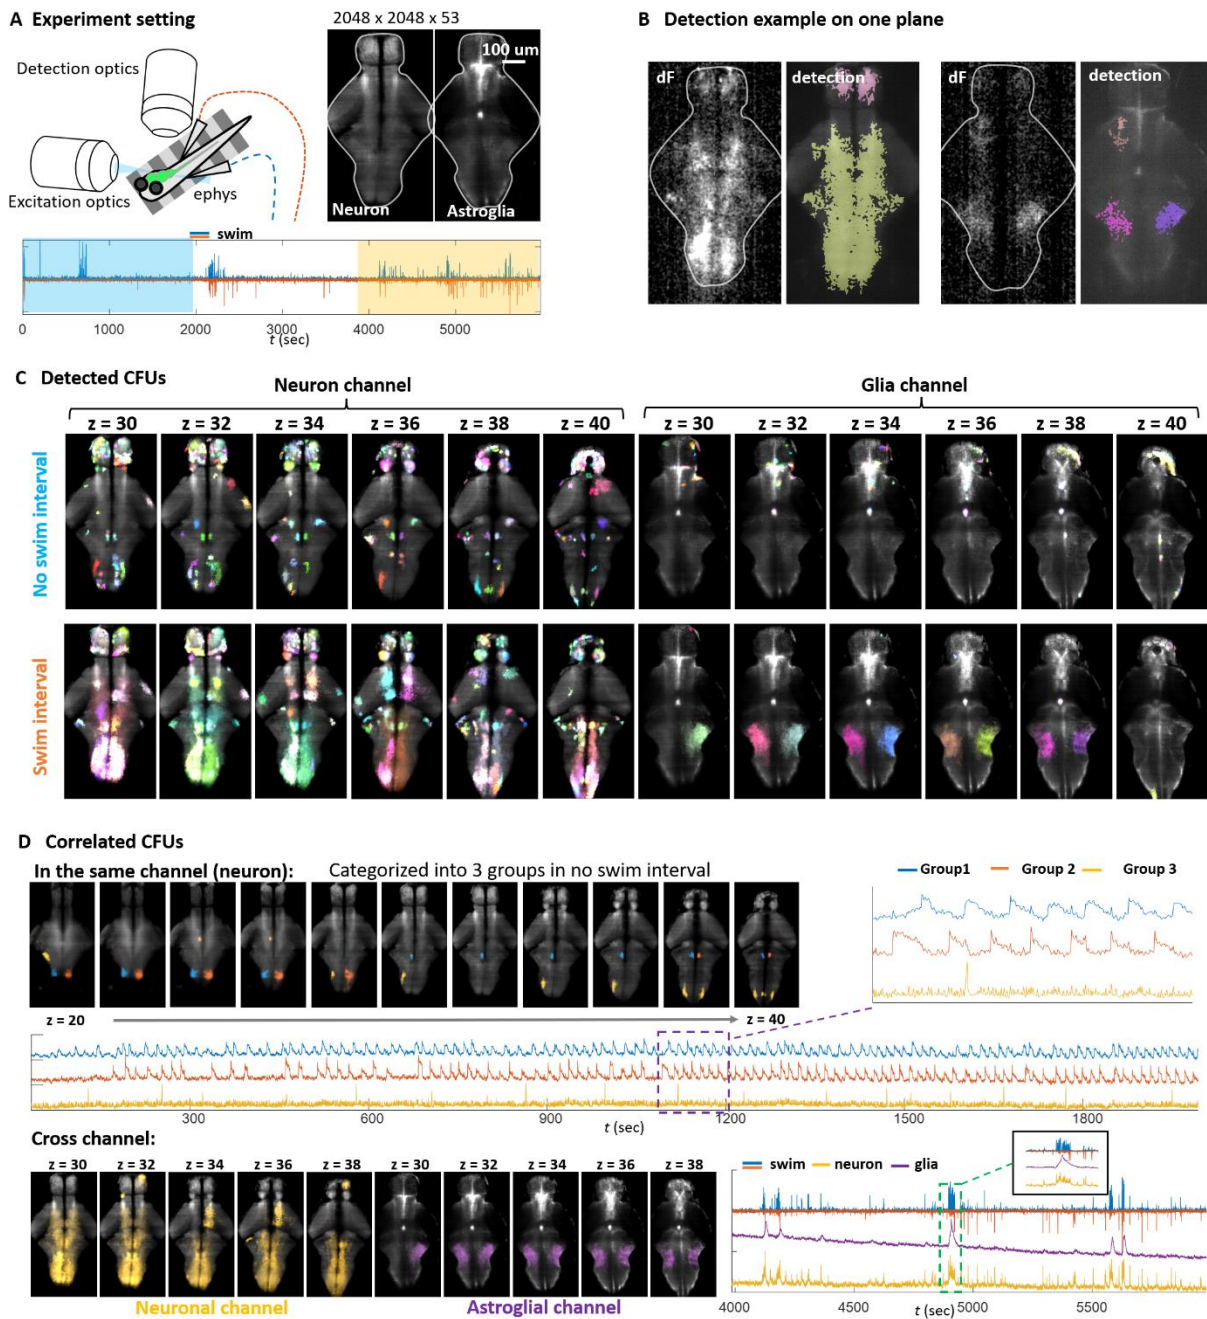 A Experiment setting
2048 x 2048 x 53
Detection optics
100 um
Excitation optics
ephys
Neuron
Astroglia
swim
0 1000 2000 3000 4000 5000
t (sec)
B Detection example on one plane
dF
detection
dF
detection
C Detected CFUs
Neuron channel
Glia channel
z = 30 z = 32 z = 34 z = 36 z = 38 z = 40 z = 30 z = 32 z = 34 z = 36 z = 38 z = 40
No swim interval
Swim interval
D Correlated CFUs
In the same channel (neuron): Categorized into 3 groups in no swim interval
Group1 Group 2 Group 3
z = 20
z = 40
300 600 900 1200 1500 1800
t (sec)
Cross channel:
z = 30 z = 32 z = 34 z = 36 z = 38 z = 30 z = 32 z = 34 z = 36 z = 38
swim neuron glia
Neuronal channel
Astroglial channel
4000 4500 5000 5500
t (sec)